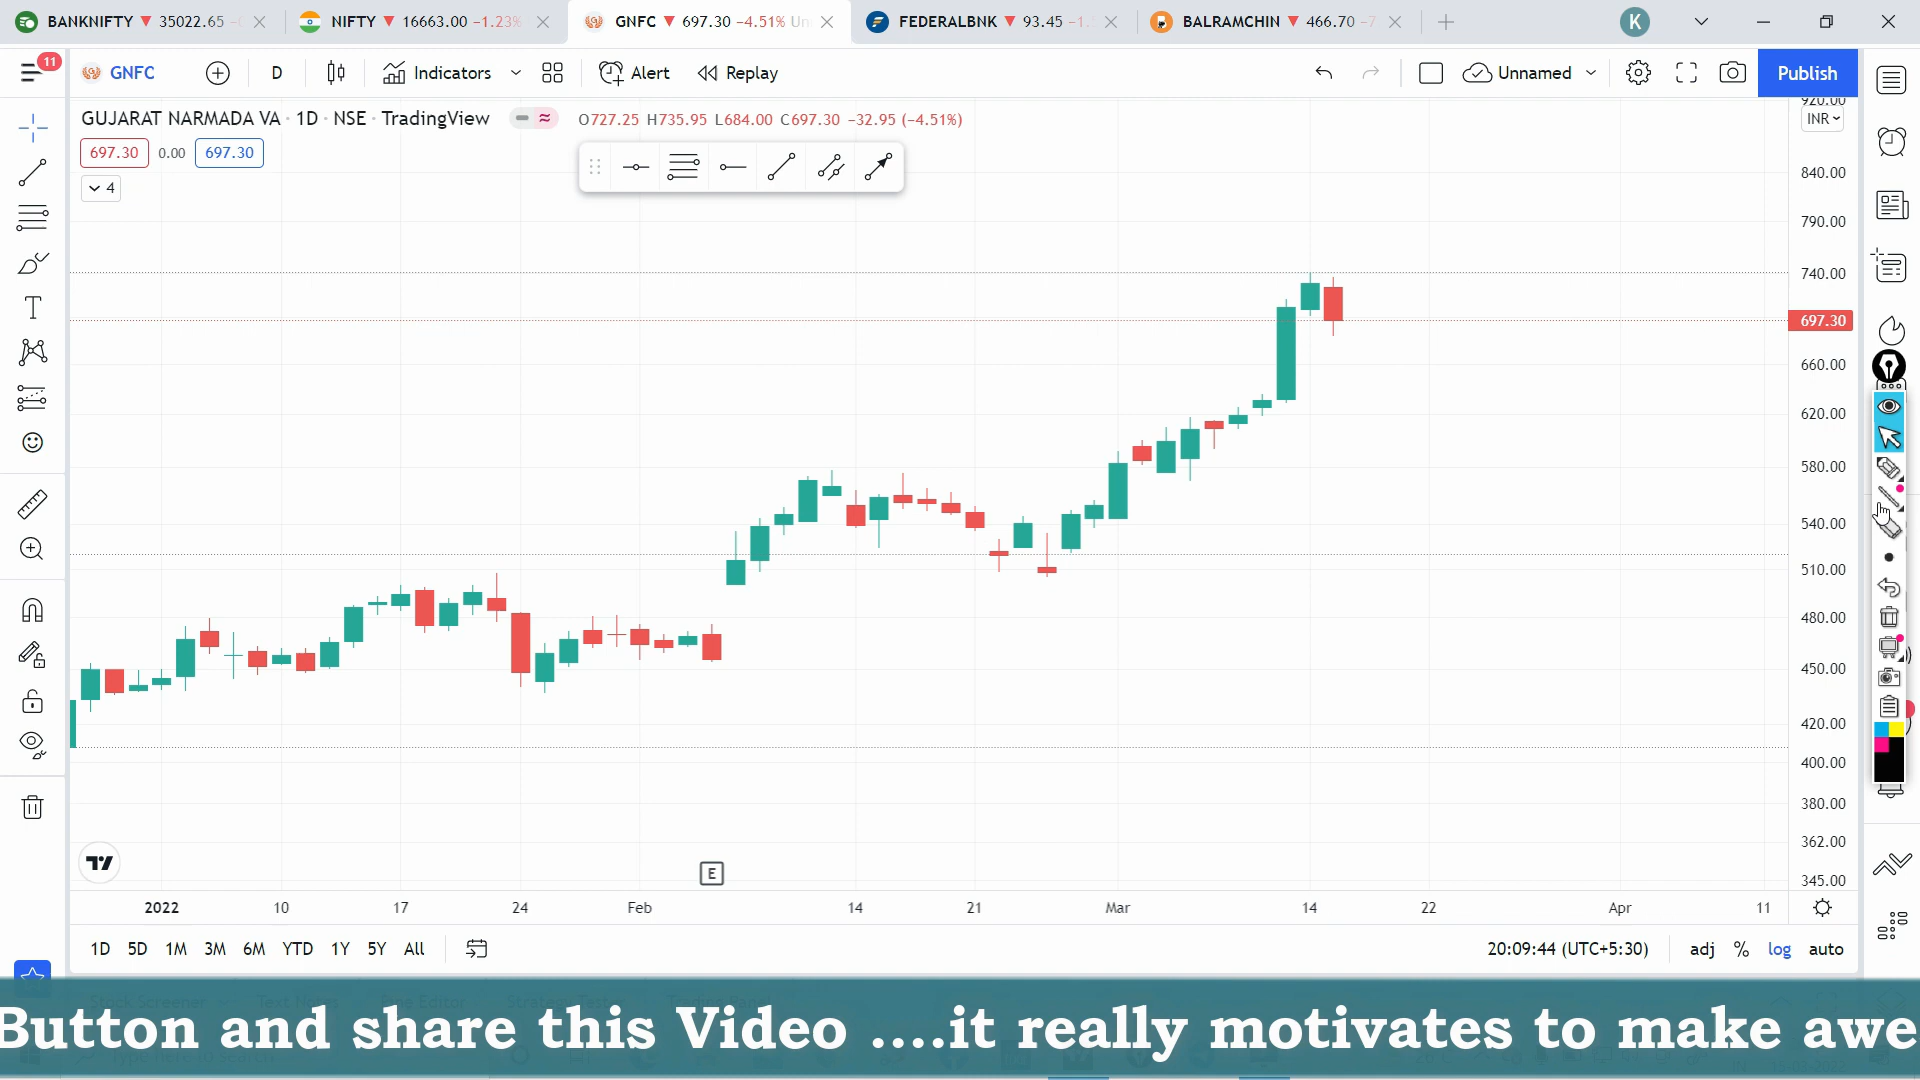 BANKNIFTY ▼ 35022.65
NIFTY ▼ 16663.00 −1.23%
GNFC ▼ 697.30 −4.51% Un
FEDERALBNK ▼ 93.45 −1.
BALRAMCHIN ▼ 466.70 −7
K
11
GNFC
D
Indicators
Alert
Replay
Unnamed
Publish
GUJARAT NARMADA VA · 1D · NSE · TradingView
O727.25 H735.95 L684.00 C697.30 −32.95 (−4.51%)
INR
697.30 0.00 697.30
4
920.00
840.00
790.00
740.00
697.30
660.00
620.00
580.00
540.00
510.00
480.00
450.00
420.00
400.00
380.00
362.00
345.00
E
2022 10 17 24 Feb 14 21 Mar 14 22 Apr 11
1D 5D 1M 3M 6M YTD 1Y 5Y All
20:09:44 (UTC+5:30) adj % log auto
Button and share this Video ....it really motivates to make awe